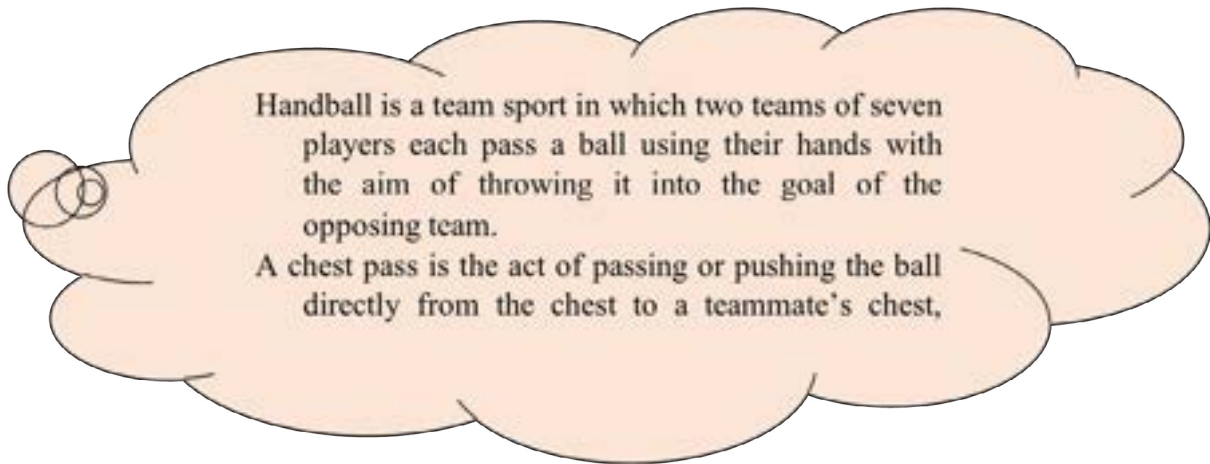 Handball is a team sport in which two teams of seven
players each pass a ball using their hands with
the aim of throwing it into the goal of the
opposing team.
A chest pass is the act of passing or pushing the ball
directly from the chest to a teammate's chest,